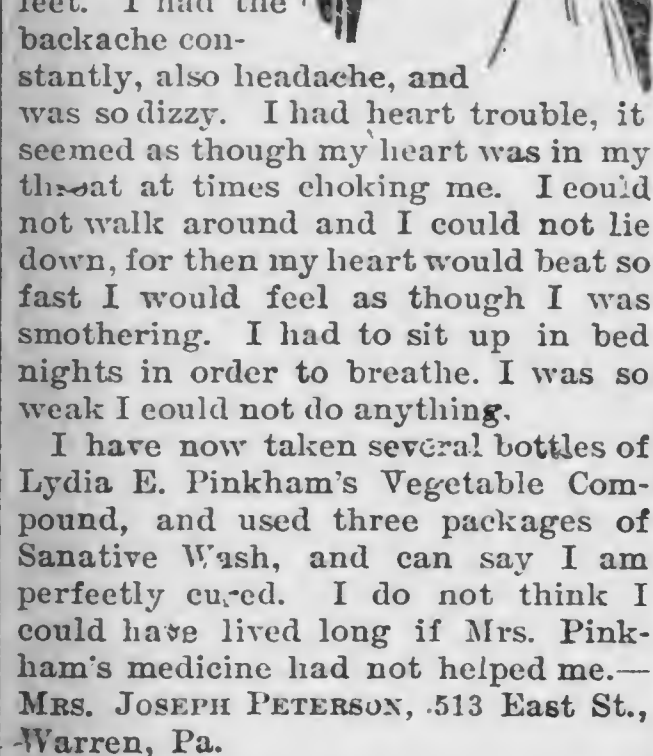 feet. I had the
backache con-
stantly, also headache, and
was so dizzy. I had heart trouble, it
seemed as though my heart was in my
throat at times choking me. I could
not walk around and I could not lie
down, for then my heart would beat so
fast I would feel as though I was
smothering. I had to sit up in bed
nights in order to breathe. I was so
weak I could not do anything.
I have now taken several bottles of
Lydia E. Pinkham's Vegetable Com-
pound, and used three packages of
Sanative Wash, and can say I am
perfectly cured. I do not think I
could have lived long if Mrs. Pink-
ham's medicine had not helped me.—
MRS. JOSEPH PETERSON, 513 East St.,
Warren, Pa.